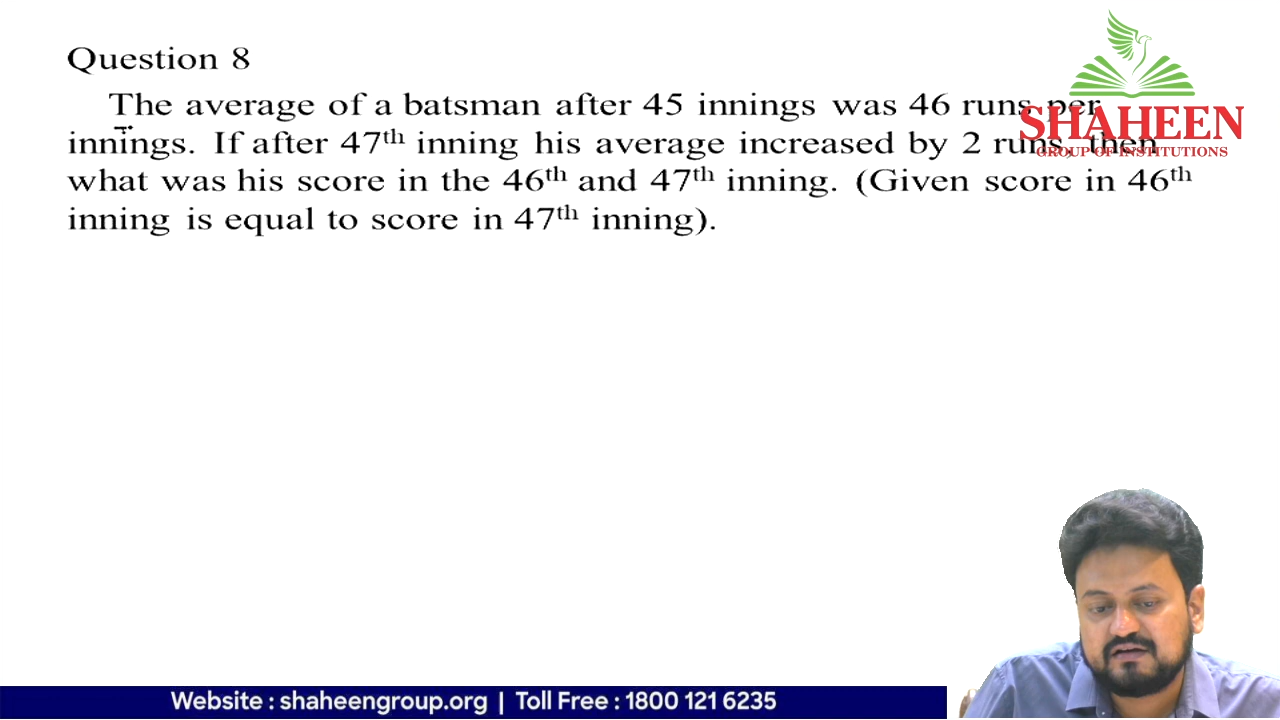 Question 8
The average of a batsman after 45 innings was 46 runs per
innings. If after 47th inning his average increased by 2 runs, then
what was his score in the 46th and 47th inning. (Given score in 46th
inning is equal to score in 47th inning).
SHAHEEN
GROUP OF INSTITUTIONS
Website : shaheengroup.org | Toll Free : 1800 121 6235